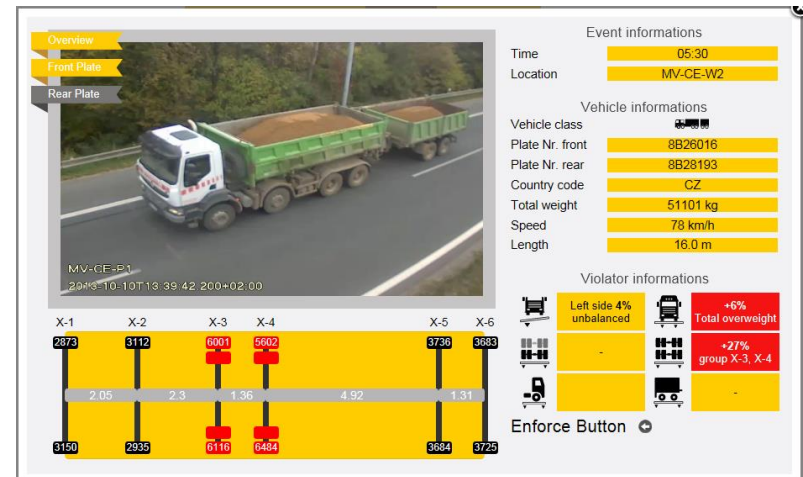 Overview
Front Plate
Rear Plate
MV-CE-P1
2013-10-10T13:39:42.200+02:00
X-1 X-2 X-3 X-4 X-5 X-6
2873 3112 6001 5602 3736 3683
2.05 2.3 1.36 4.92 1.31
3150 2935 6116 6484 3684 3725
Event informations
Time 05:30
Location MV-CE-W2
Vehicle informations
Vehicle class
Plate Nr. front 8B26016
Plate Nr. rear 8B28193
Country code CZ
Total weight 51101 kg
Speed 78 km/h
Length 16.0 m
Violator informations
Left side 4%
unbalanced
+6%
Total overweight
-
+27%
group X-3, X-4
-
Enforce Button